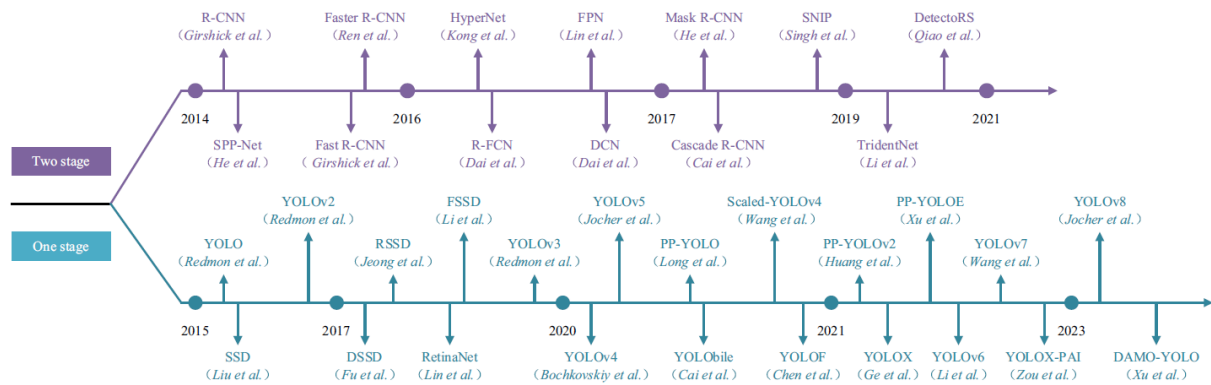 R-CNN
（Girshick et al.）
Faster R-CNN
（Ren et al.）
HyperNet
（Kong et al.）
FPN
（Lin et al.）
Mask R-CNN
（He et al.）
SNIP
（Singh et al.）
DetectoRS
（Qiao et al.）
2014
2016
2017
2019
2021
SPP-Net
（He et al.）
Fast R-CNN
（Girshick et al.）
R-FCN
（Dai et al.）
DCN
（Dai et al.）
Cascade R-CNN
（Cai et al.）
TridentNet
（Li et al.）
Two stage
One stage
YOLOv2
（Redmon et al.）
FSSD
（Li et al.）
YOLOv5
（Jocher et al.）
Scaled-YOLOv4
（Wang et al.）
PP-YOLOE
（Xu et al.）
YOLOv8
（Jocher et al.）
YOLO
（Redmon et al.）
RSSD
（Jeong et al.）
YOLOv3
（Redmon et al.）
PP-YOLO
（Long et al.）
PP-YOLOv2
（Huang et al.）
YOLOv7
（Wang et al.）
2015
2017
2020
2021
2023
SSD
（Liu et al.）
DSSD
（Fu et al.）
RetinaNet
（Lin et al.）
YOLOv4
（Bochkovskiy et al.）
YOLObile
（Cai et al.）
YOLOF
（Chen et al.）
YOLOX
（Ge et al.）
YOLOv6
（Li et al.）
YOLOX-PAI
（Zou et al.）
DAMO-YOLO
（Xu et al.）